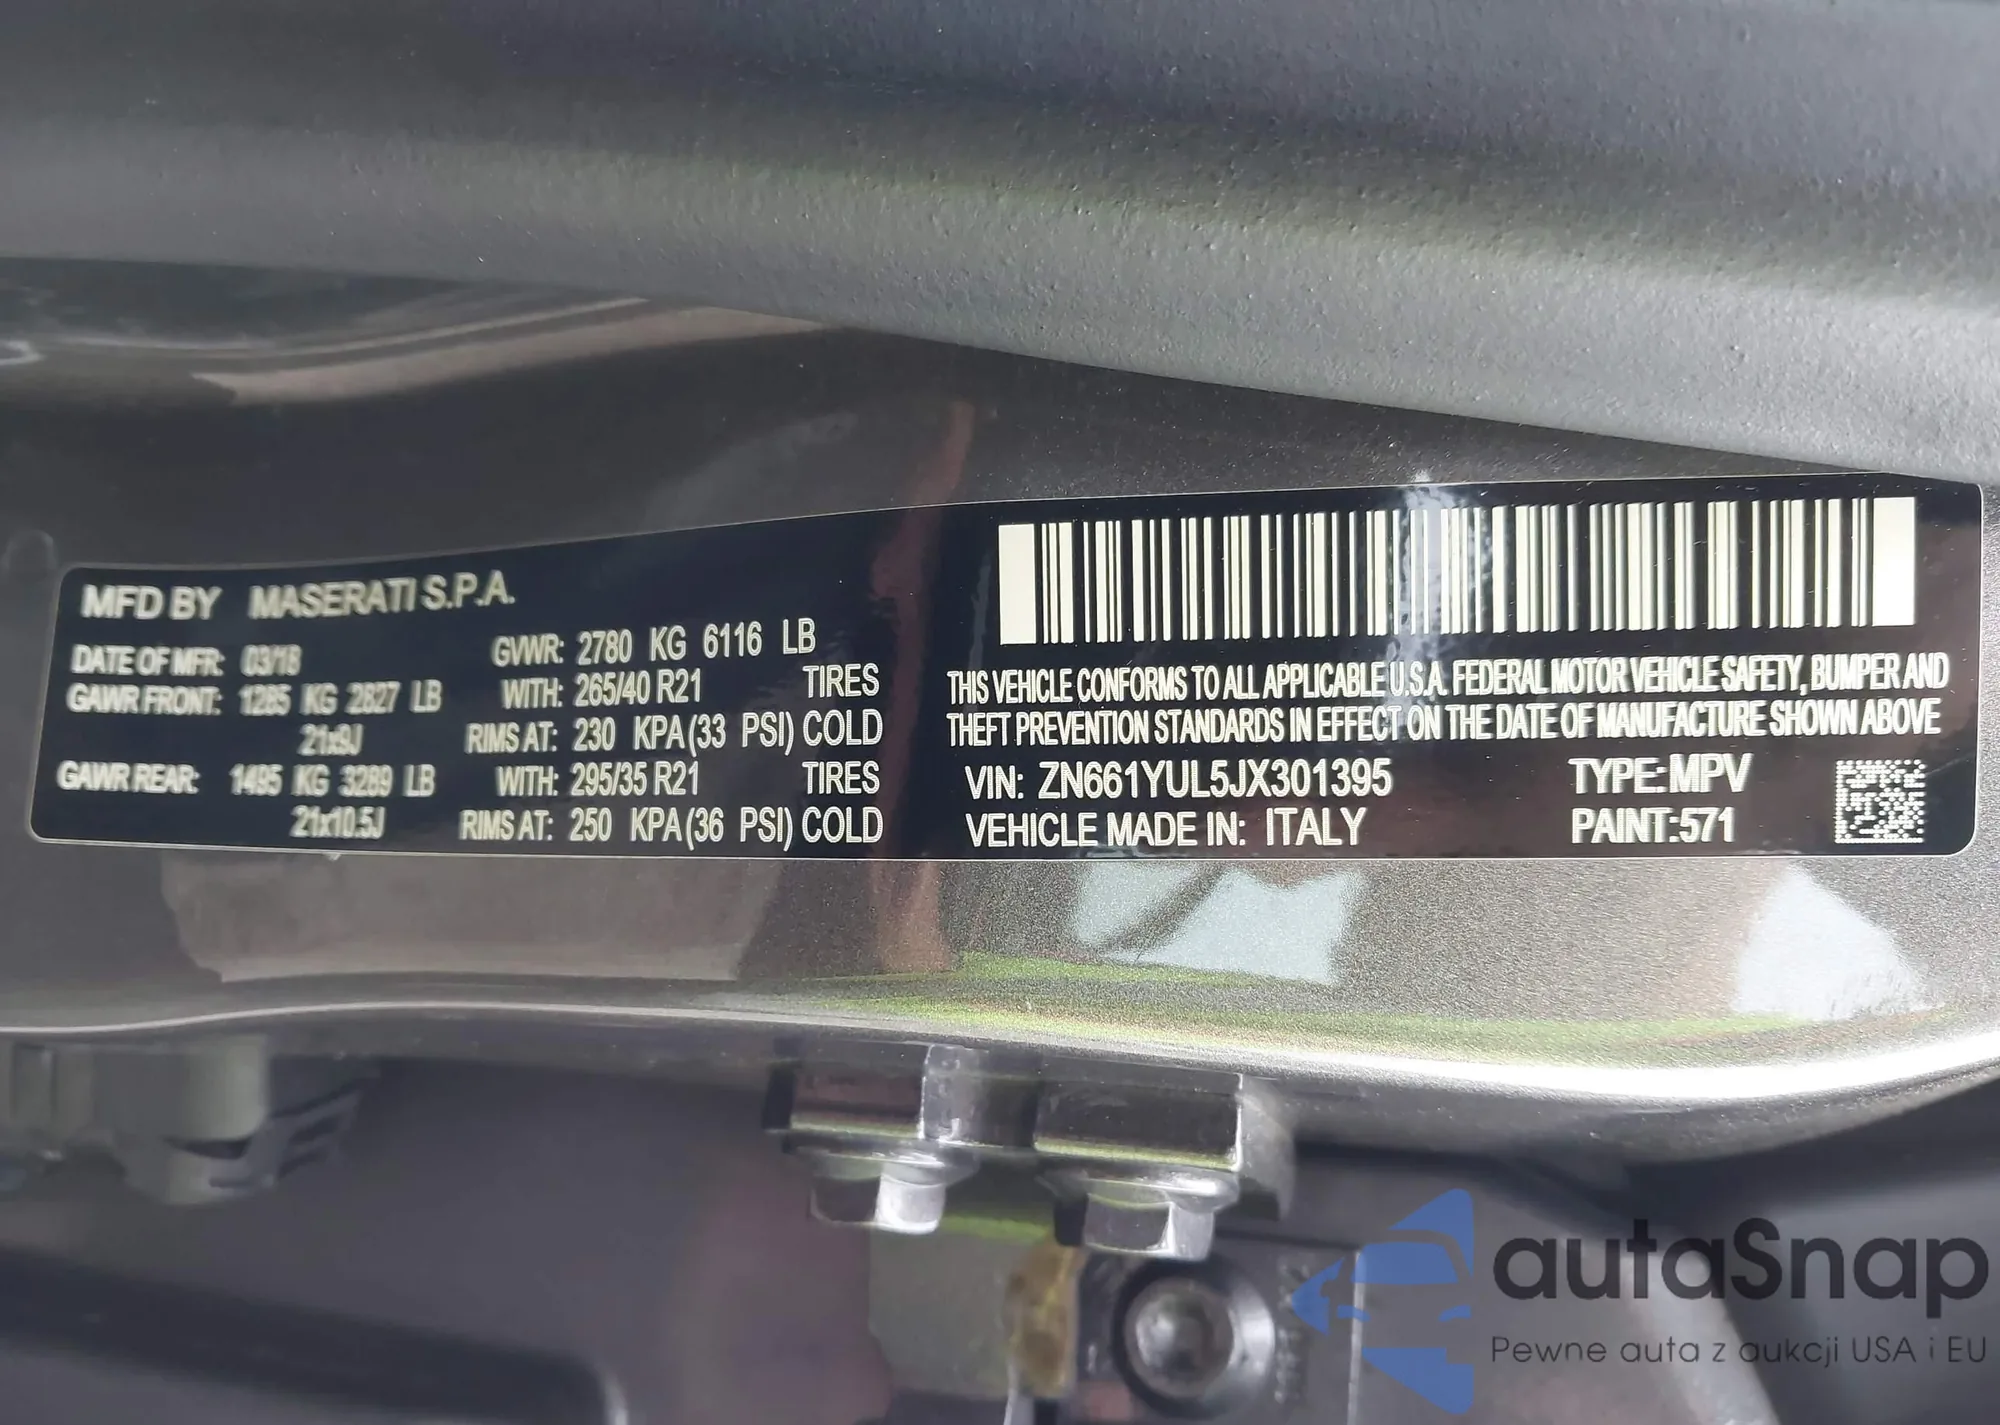 MFD BY MASERATI S.P.A.
DATE OF MFR: 03/18 GVWR: 2780 KG 6116 LB
GAWR FRONT: 1285 KG 2827 LB WITH: 265/40 R21 TIRES
21x9J RIMS AT: 230 KPA (33 PSI) COLD
GAWR REAR: 1495 KG 3289 LB WITH: 295/35 R21 TIRES
21x10.5J RIMS AT: 250 KPA (36 PSI) COLD
THIS VEHICLE CONFORMS TO ALL APPLICABLE U.S.A. FEDERAL MOTOR VEHICLE SAFETY, BUMPER AND
THEFT PREVENTION STANDARDS IN EFFECT ON THE DATE OF MANUFACTURE SHOWN ABOVE
VIN: ZN661YUL5JX301395 TYPE: MPV
VEHICLE MADE IN: ITALY PAINT: 571
autaSnap
Pewne auta z aukcji USA i EU